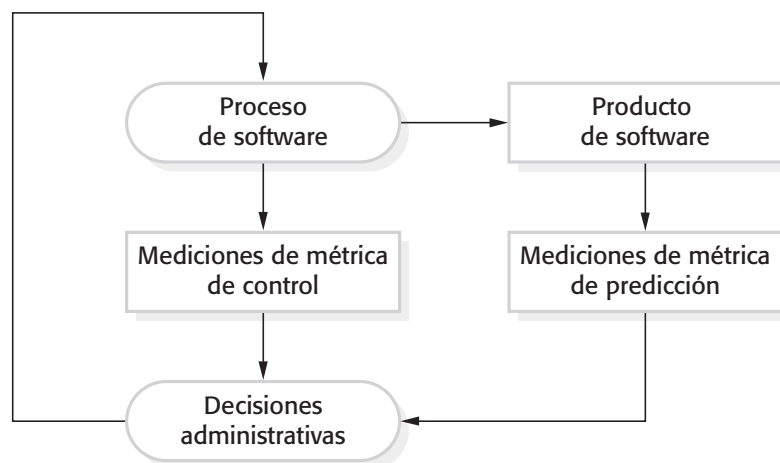 Proceso
de software
Producto
de software
Mediciones de métrica
de control
Mediciones de métrica
de predicción
Decisiones
administrativas